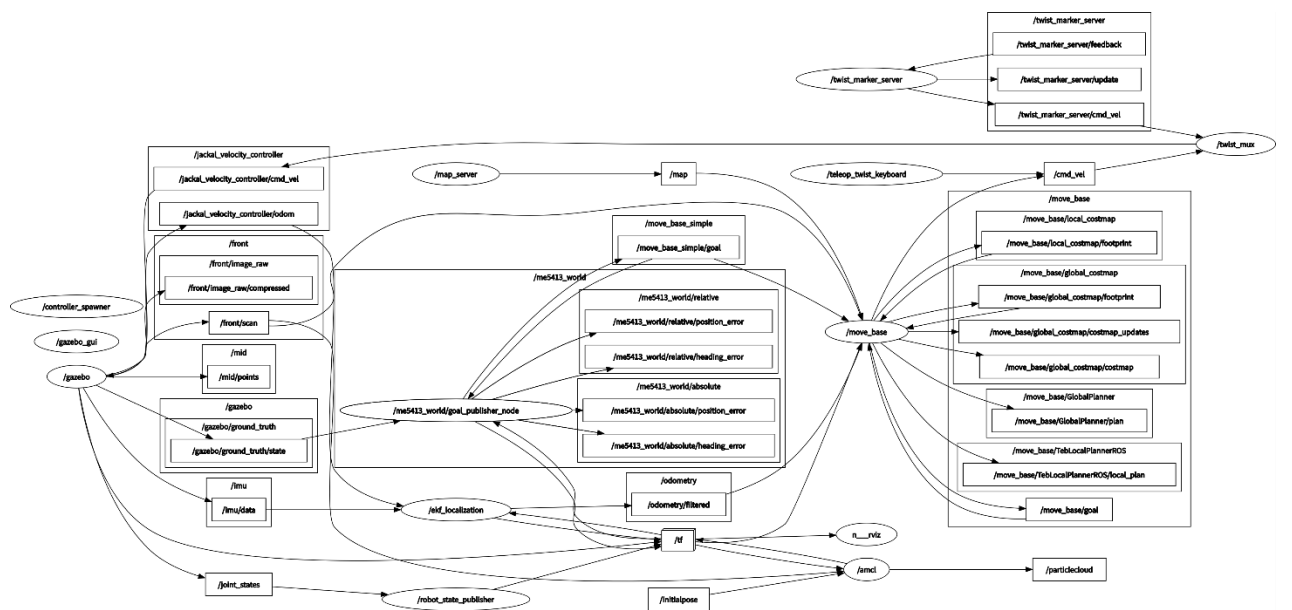 /twist_marker_server
/twist_marker_server/feedback
/twist_marker_server
/twist_marker_server/update
/twist_marker_server/cmd_vel
/twist_mux
/jackal_velocity_controller
/jackal_velocity_controller/cmd_vel
/jackal_velocity_controller/odom
/map_server
/map
/teleop_twist_keyboard
/cmd_vel
/front
/front/image_raw
/front/image_raw/compressed
/front/scan
/controller_spawner
/gazebo_gui
/gazebo
/mid
/mid/points
/gazebo
/gazebo/ground_truth
/gazebo/ground_truth/state
/imu
/imu/data
/joint_states
/robot_state_publisher
/move_base_simple
/move_base_simple/goal
/me5413_world
/me5413_world/relative
/me5413_world/relative/position_error
/me5413_world/relative/heading_error
/me5413_world/goal_publisher_node
/me5413_world/absolute
/me5413_world/absolute/position_error
/me5413_world/absolute/heading_error
/ekf_localization
/odometry
/odometry/filtered
/tf
/initialpose
/move_base
n___rviz
/amcl
/particlecloud
/move_base
/move_base/local_costmap
/move_base/local_costmap/footprint
/move_base/global_costmap
/move_base/global_costmap/footprint
/move_base/global_costmap/costmap_updates
/move_base/global_costmap/costmap
/move_base/GlobalPlanner
/move_base/GlobalPlanner/plan
/move_base/TebLocalPlannerROS
/move_base/TebLocalPlannerROS/local_plan
/move_base/goal